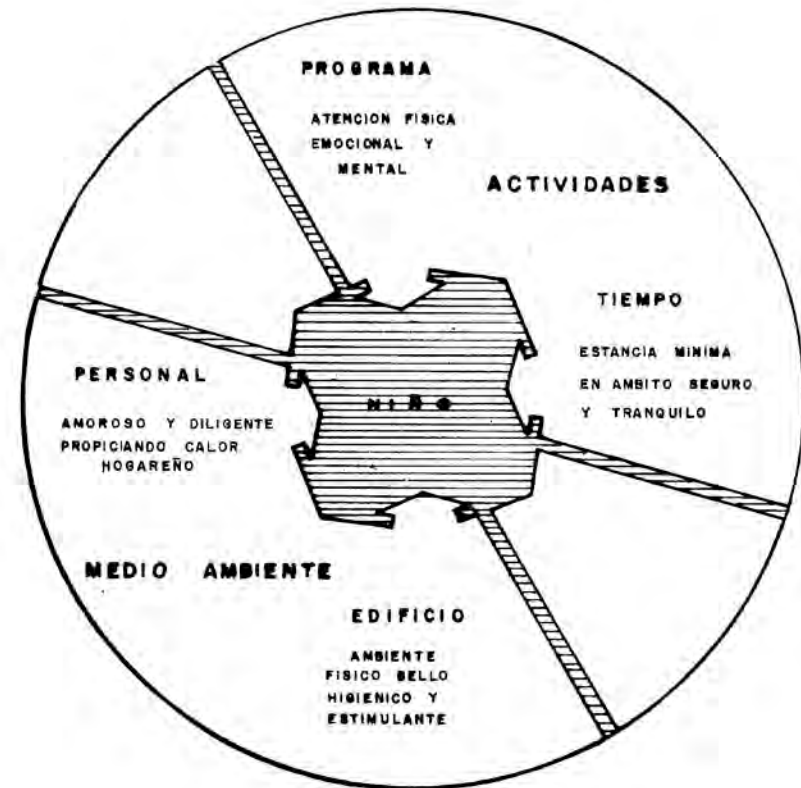 PROGRAMA
ATENCION FISICA
EMOCIONAL Y
MENTAL
ACTIVIDADES
TIEMPO
ESTANCIA MINIMA
EN AMBITO SEGURO
Y TRANQUILO
NIÑO
PERSONAL
AMOROSO Y DILIGENTE
PROPICIANDO CALOR
HOGAREÑO
MEDIO AMBIENTE
EDIFICIO
AMBIENTE
FISICO BELLO
HIGIENICO Y
ESTIMULANTE